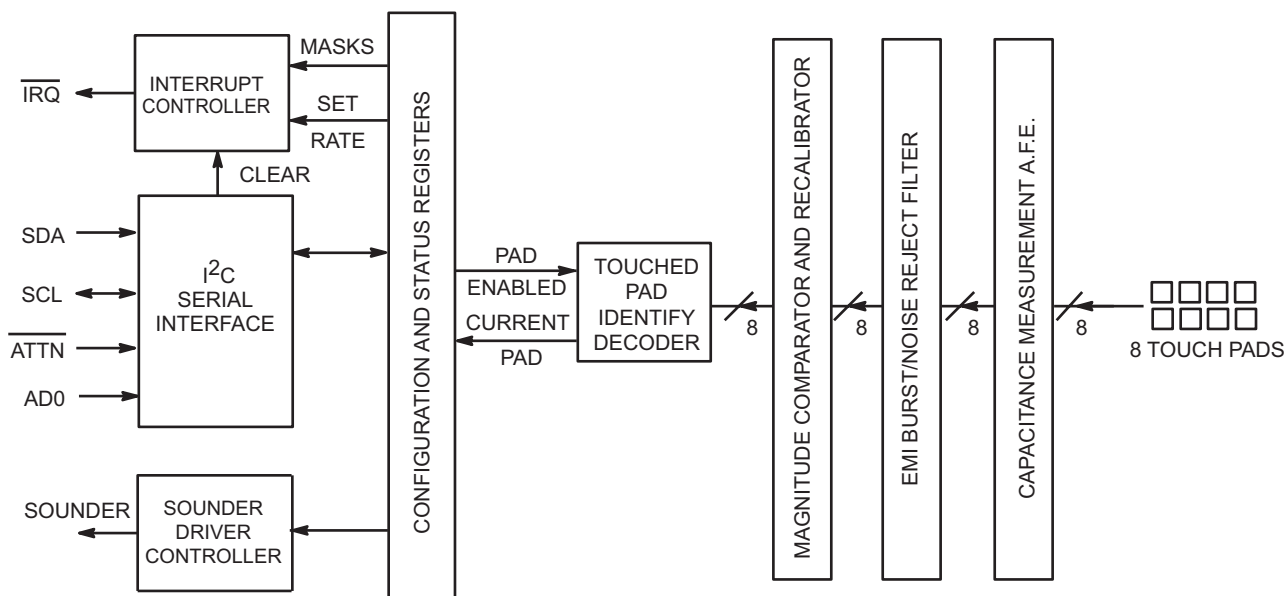 MASKS
INTERRUPT
CONTROLLER
IRQ
SET
RATE
CLEAR
SDA
SCL
ATTN
AD0
I²C
SERIAL
INTERFACE
SOUNDER
SOUNDER
DRIVER
CONTROLLER
CONFIGURATION AND STATUS REGISTERS
PAD
ENABLED
CURRENT
PAD
TOUCHED
PAD
IDENTIFY
DECODER
8
MAGNITUDE COMPARATOR AND RECALIBRATOR
8
EMI BURST/NOISE REJECT FILTER
8
CAPACITANCE MEASUREMENT A.F.E.
8
8 TOUCH PADS